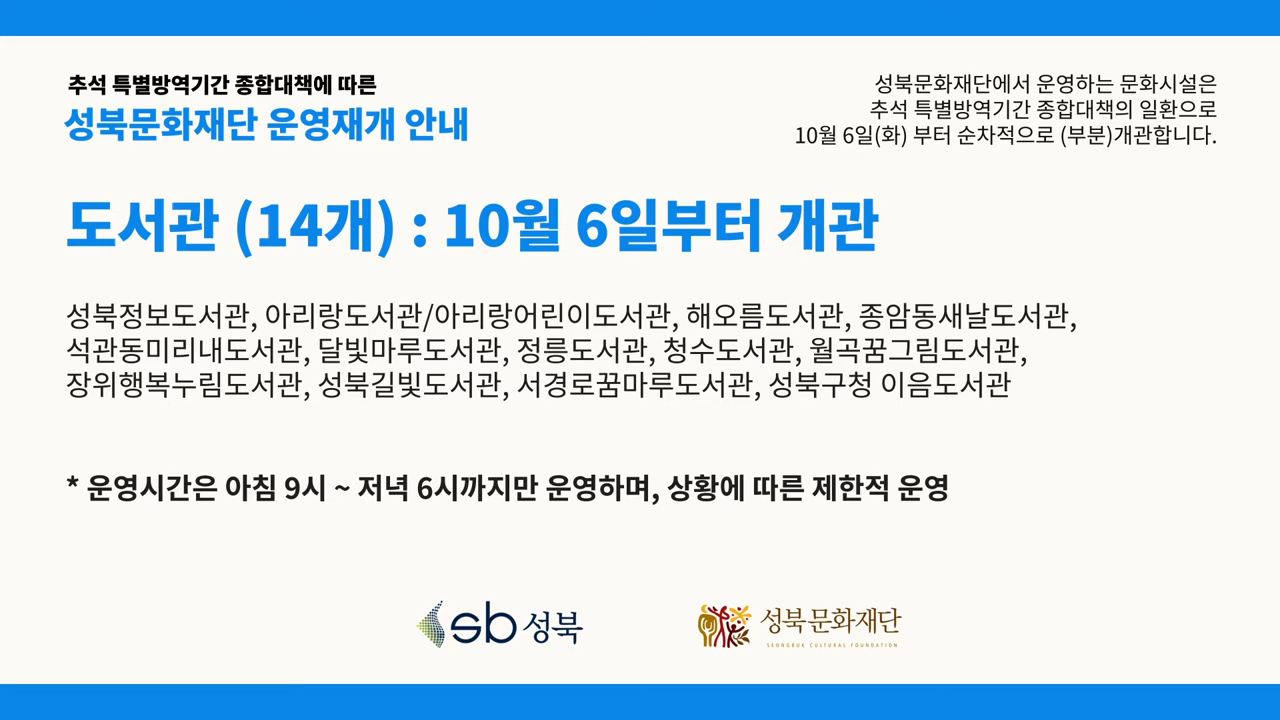 추석 특별방역기간 종합대책에 따른
성북문화재단 운영재개 안내
성북문화재단에서 운영하는 문화시설은
추석 특별방역기간 종합대책의 일환으로
10월 6일(화) 부터 순차적으로 (부분)개관합니다.
도서관 (14개) : 10월 6일부터 개관
성북정보도서관, 아리랑도서관/아리랑어린이도서관, 해오름도서관, 종암동새날도서관,
석관동미리내도서관, 달빛마루도서관, 정릉도서관, 청수도서관, 월곡꿈그림도서관,
장위행복누림도서관, 성북길빛도서관, 서경로꿈마루도서관, 성북구청 이음도서관
* 운영시간은 아침 9시 ~ 저녁 6시까지만 운영하며, 상황에 따른 제한적 운영
sb 성북
성북문화재단
SEONGBUK CULTURAL FOUNDATION